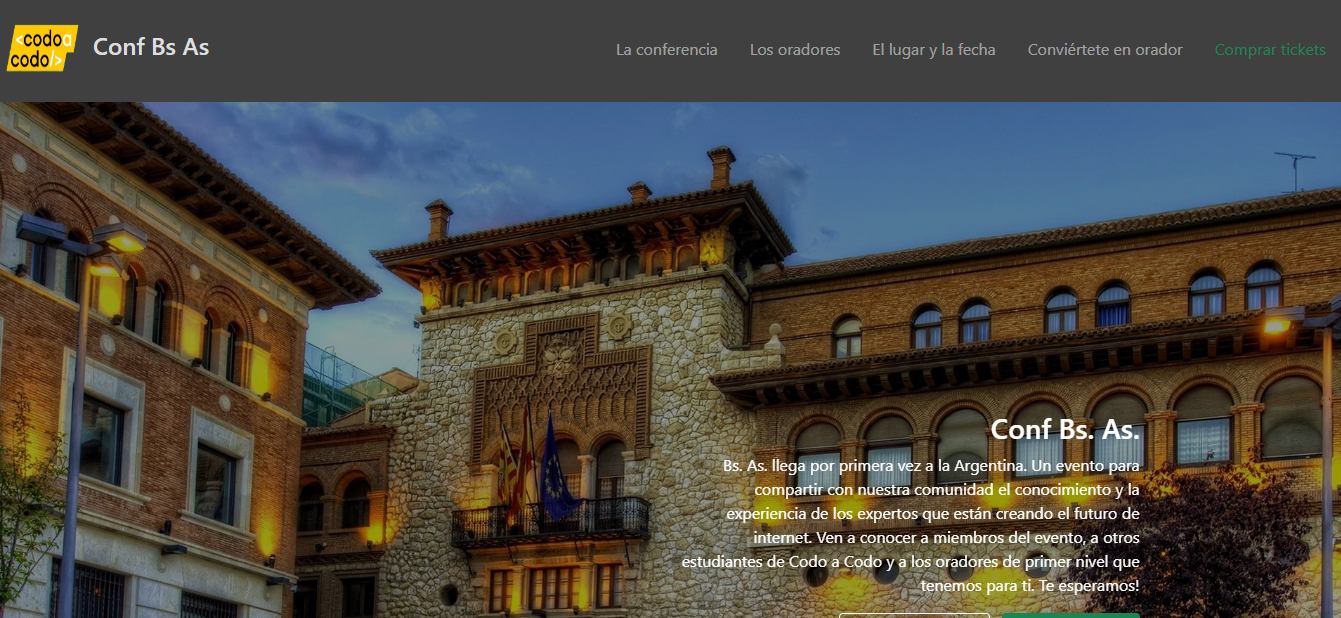 <codoa
codo/>
Conf Bs As
La conferencia
Los oradores
El lugar y la fecha
Conviértete en orador
Comprar tickets
Conf Bs. As.
Bs. As. llega por primera vez a la Argentina. Un evento para
compartir con nuestra comunidad el conocimiento y la
experiencia de los expertos que están creando el futuro de
internet. Ven a conocer a miembros del evento, a otros
estudiantes de Codo a Codo y a los oradores de primer nivel que
tenemos para ti. Te esperamos!